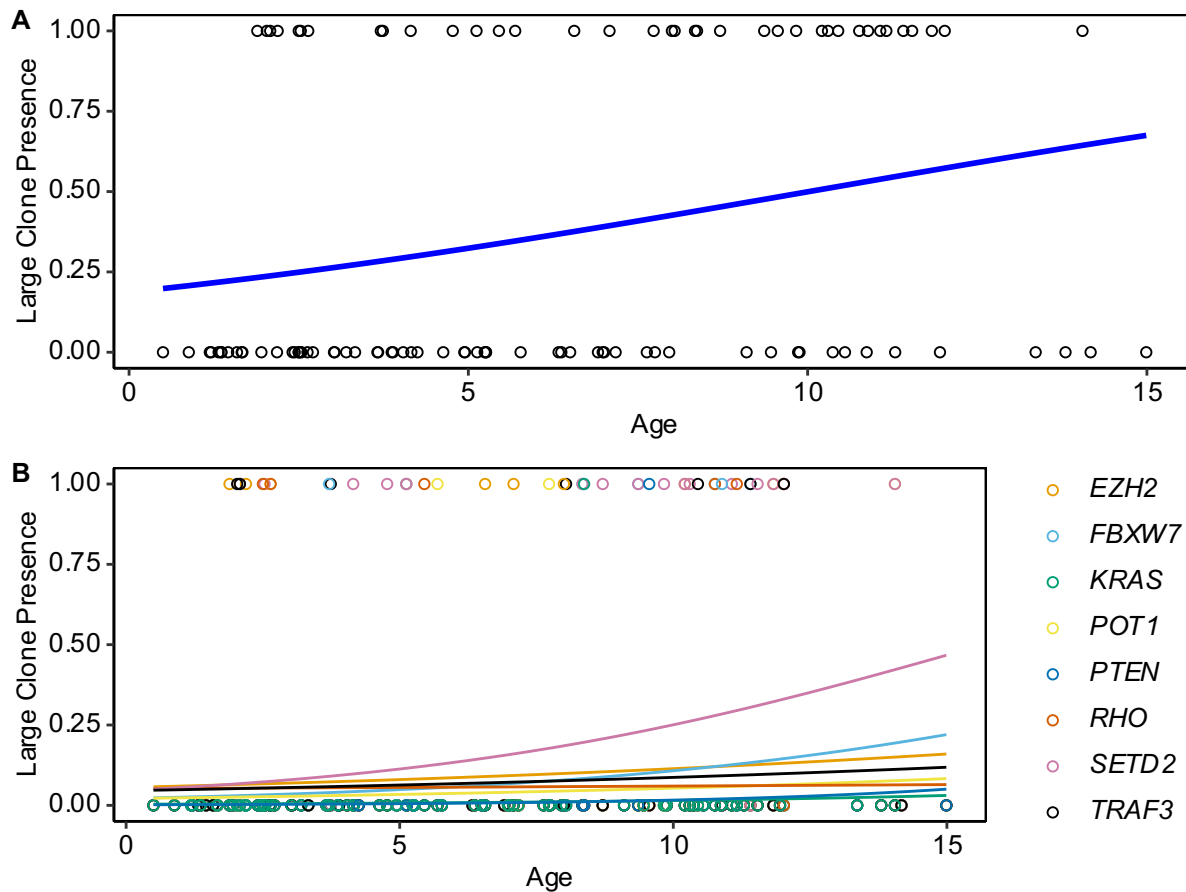 A
Large Clone Presence
1.00
0.75
0.50
0.25
0.00
0
5
10
15
Age
B
Large Clone Presence
1.00
0.75
0.50
0.25
0.00
0
5
10
15
Age
EZH2
FBXW7
KRAS
POT1
PTEN
RHO
SETD2
TRAF3